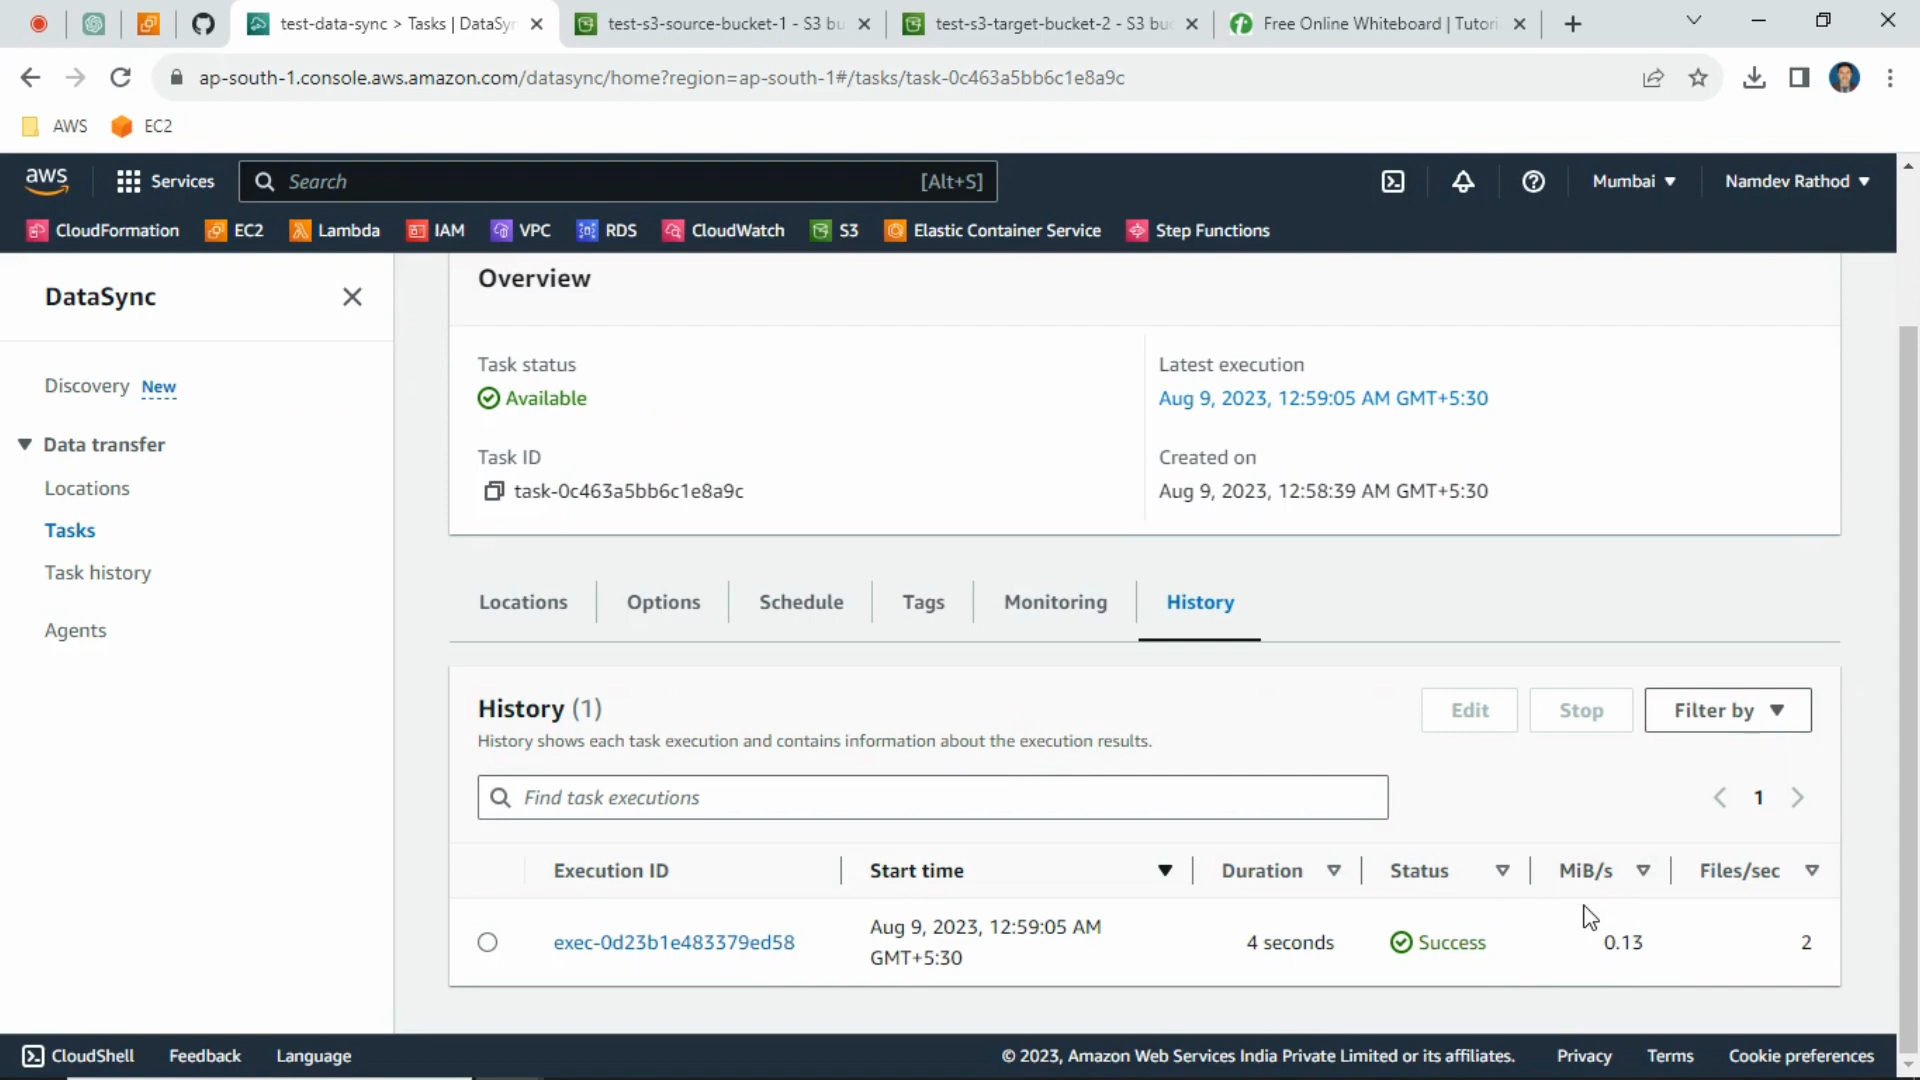 test-data-sync > Tasks | DataSyn
test-s3-source-bucket-1 - S3 bu
test-s3-target-bucket-2 - S3 buc
Free Online Whiteboard | Tutori
ap-south-1.console.aws.amazon.com/datasync/home?region=ap-south-1#/tasks/task-0c463a5bb6c1e8a9c
AWS
EC2
aws
Services
Search
[Alt+S]
Mumbai
Namdev Rathod
CloudFormation
EC2
Lambda
IAM
VPC
RDS
CloudWatch
S3
Elastic Container Service
Step Functions
DataSync
Discovery New
Data transfer
Locations
Tasks
Task history
Agents
Overview
Task status
Available
Task ID
task-0c463a5bb6c1e8a9c
Latest execution
Aug 9, 2023, 12:59:05 AM GMT+5:30
Created on
Aug 9, 2023, 12:58:39 AM GMT+5:30
Locations
Options
Schedule
Tags
Monitoring
History
History (1)
History shows each task execution and contains information about the execution results.
Edit
Stop
Filter by
Find task executions
1
Execution ID
Start time
Duration
Status
MiB/s
Files/sec
exec-0d23b1e483379ed58
Aug 9, 2023, 12:59:05 AM
GMT+5:30
4 seconds
Success
0.13
2
CloudShell
Feedback
Language
© 2023, Amazon Web Services India Private Limited or its affiliates.
Privacy
Terms
Cookie preferences